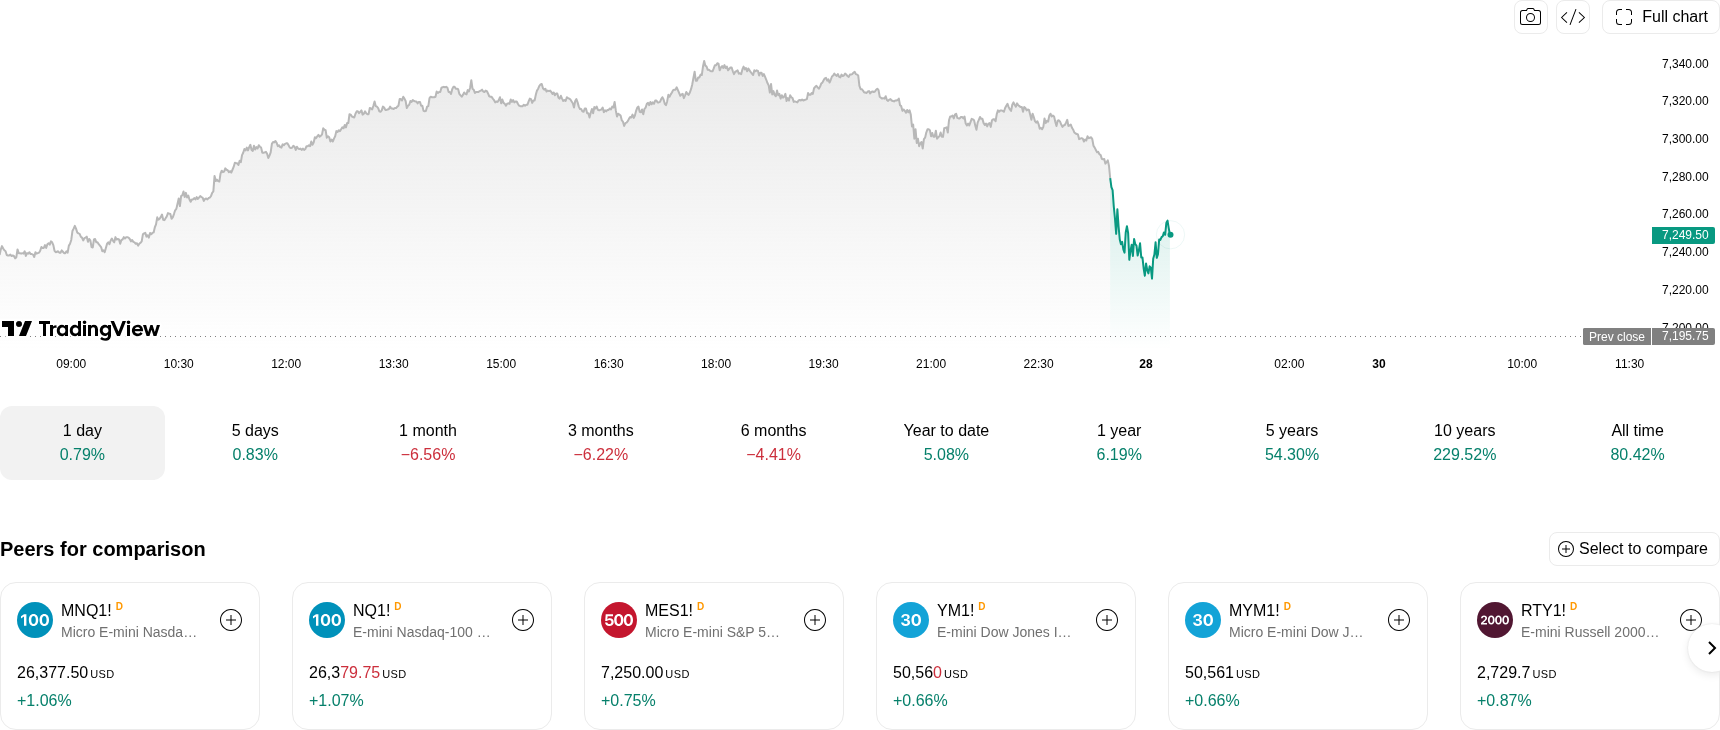 Full chart
7,340.00
7,320.00
7,300.00
7,280.00
7,260.00
7,249.50
7,240.00
7,220.00
7,200.00
Prev close 7,195.75
TradingView
09:00 10:30 12:00 13:30 15:00 16:30 18:00 19:30 21:00 22:30 28 02:00 30 10:00 11:30
1 day 5 days 1 month 3 months 6 months Year to date 1 year 5 years 10 years All time
0.79% 0.83% −6.56% −6.22% −4.41% 5.08% 6.19% 54.30% 229.52% 80.42%
Peers for comparison
Select to compare
100 MNQ1! D
Micro E-mini Nasda…
26,377.50 USD
+1.06%
100 NQ1! D
E-mini Nasdaq-100 …
26,379.75 USD
+1.07%
500 MES1! D
Micro E-mini S&P 5…
7,250.00 USD
+0.75%
30 YM1! D
E-mini Dow Jones I…
50,560 USD
+0.66%
30 MYM1! D
Micro E-mini Dow J…
50,561 USD
+0.66%
2000 RTY1! D
E-mini Russell 2000…
2,729.7 USD
+0.87%